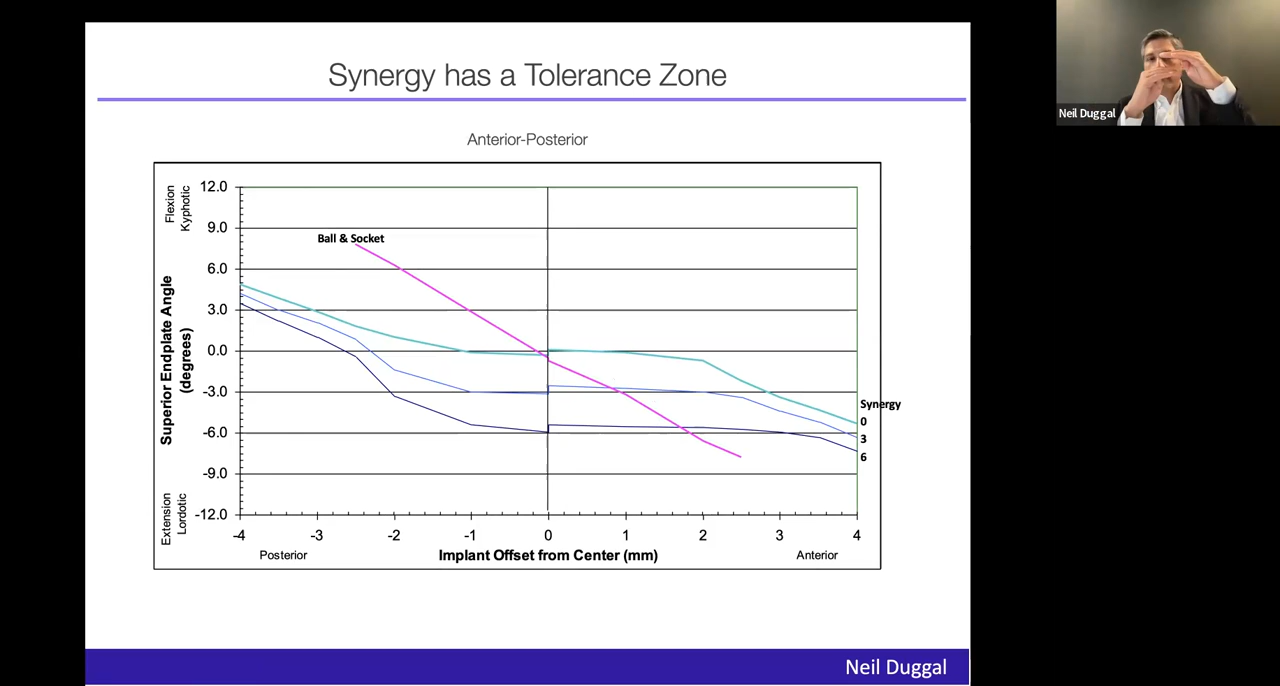 Synergy has a Tolerance Zone
Neil Duggal
Anterior-Posterior
Flexion
Kyphotic
12.0
9.0
6.0
3.0
0.0
-3.0
-6.0
-9.0
-12.0
Superior Endplate Angle
(degrees)
Extension
Lordotic
Ball & Socket
Synergy
0
3
6
-4
-3
-2
-1
0
1
2
3
4
Posterior
Implant Offset from Center (mm)
Anterior
Neil Duggal